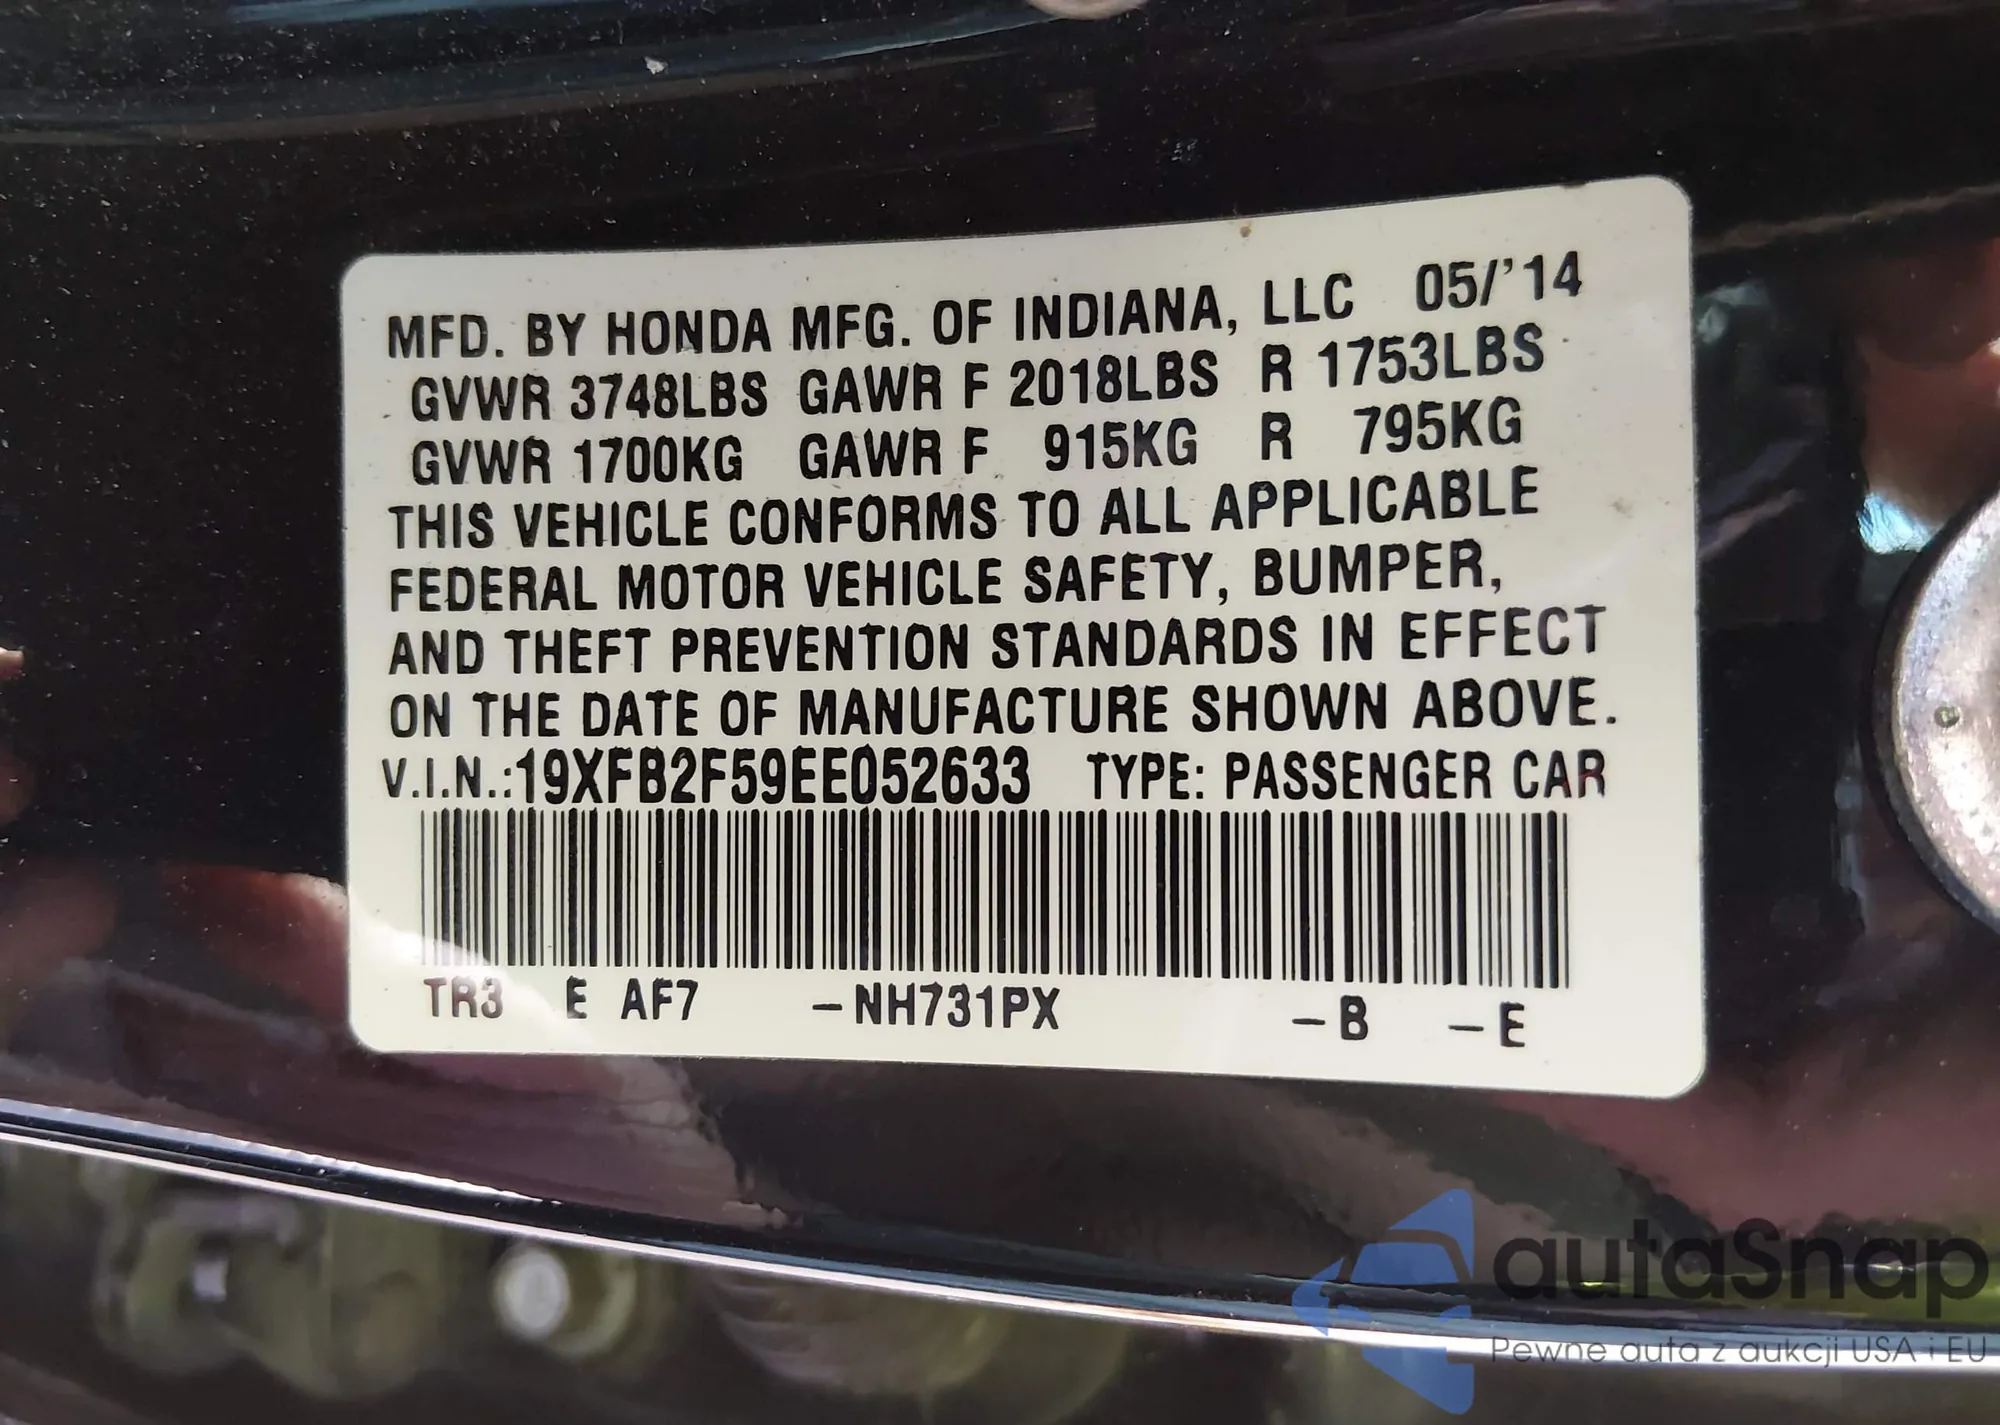 MFD. BY HONDA MFG. OF INDIANA, LLC 05/'14
GVWR 3748LBS GAWR F 2018LBS R 1753LBS
GVWR 1700KG GAWR F 915KG R 795KG
THIS VEHICLE CONFORMS TO ALL APPLICABLE
FEDERAL MOTOR VEHICLE SAFETY, BUMPER,
AND THEFT PREVENTION STANDARDS IN EFFECT
ON THE DATE OF MANUFACTURE SHOWN ABOVE.
V.I.N.:19XFB2F59EE052633 TYPE: PASSENGER CAR
TR3 E AF7 –NH731PX –B –E
autaSnap
Pewne auta z aukcji USA i EU